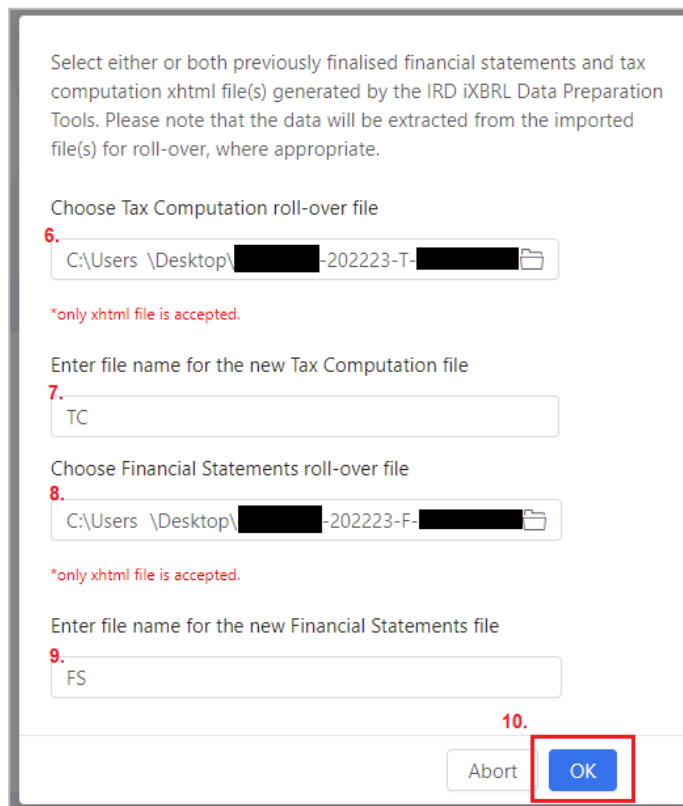 Select either or both previously finalised financial statements and tax
computation xhtml file(s) generated by the IRD iXBRL Data Preparation
Tools. Please note that the data will be extracted from the imported
file(s) for roll-over, where appropriate.
Choose Tax Computation roll-over file
6.
C:\Users \Desktop\ -202223-T-
*only xhtml file is accepted.
Enter file name for the new Tax Computation file
7.
TC
Choose Financial Statements roll-over file
8.
C:\Users \Desktop\ -202223-F-
*only xhtml file is accepted.
Enter file name for the new Financial Statements file
9.
FS
10.
Abort OK